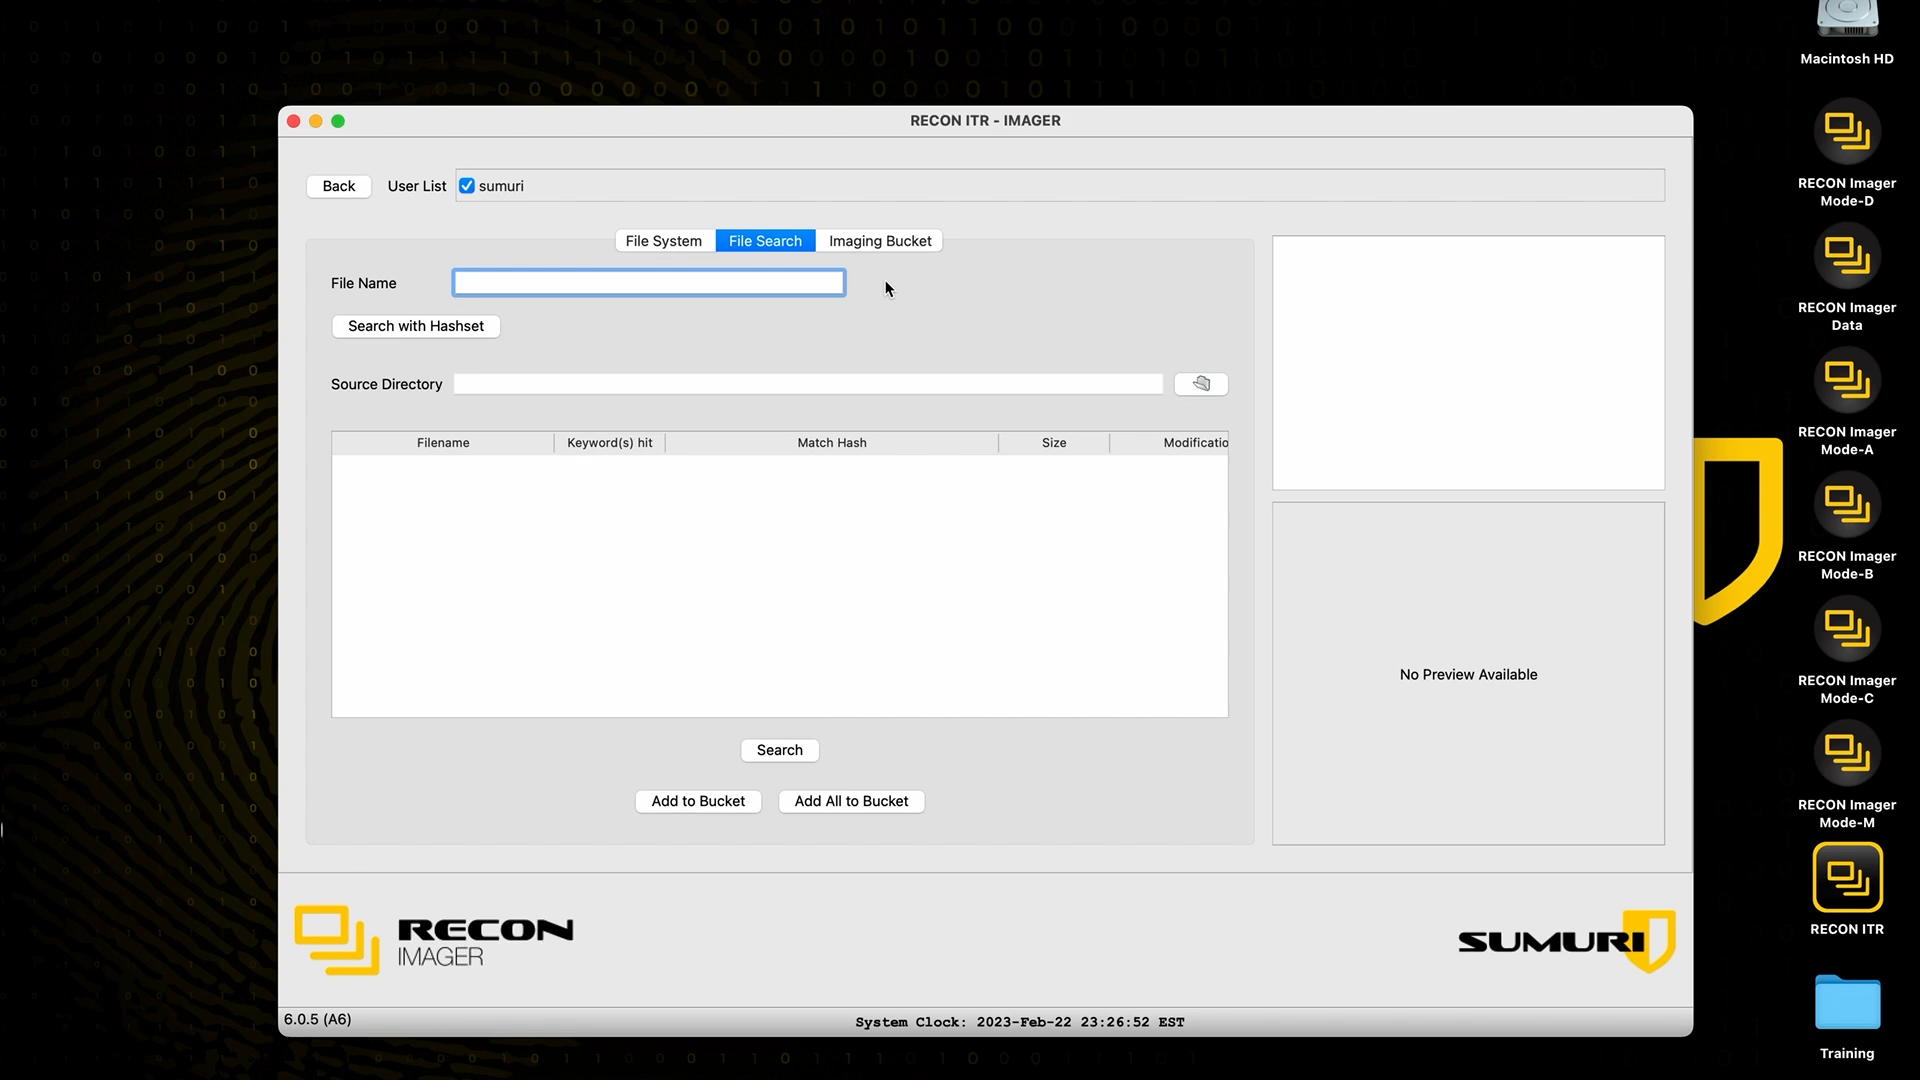 Macintosh HD
RECON ITR - IMAGER
Back User List sumuri
RECON Imager
Mode-D
File System File Search Imaging Bucket
File Name
Search with Hashset
RECON Imager
Data
Source Directory
RECON Imager
Mode-A
Filename Keyword(s) hit Match Hash Size Modificatio
RECON Imager
Mode-B
No Preview Available
RECON Imager
Mode-C
Search
Add to Bucket Add All to Bucket
RECON Imager
Mode-M
RECON
IMAGER
SUMURI
RECON ITR
6.0.5 (A6)
System Clock: 2023-Feb-22 23:26:52 EST
Training